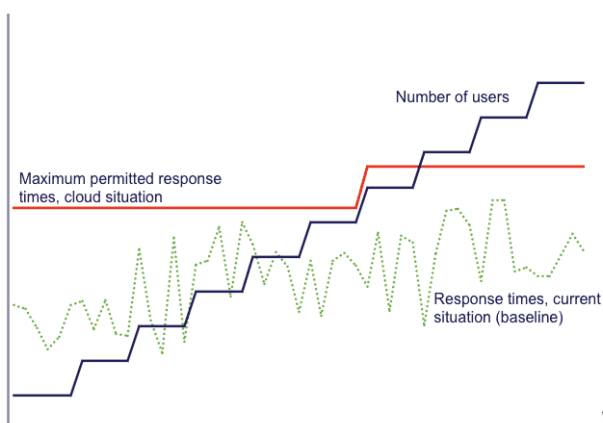 Number of users
Maximum permitted response
times, cloud situation
Response times, current
situation (baseline)